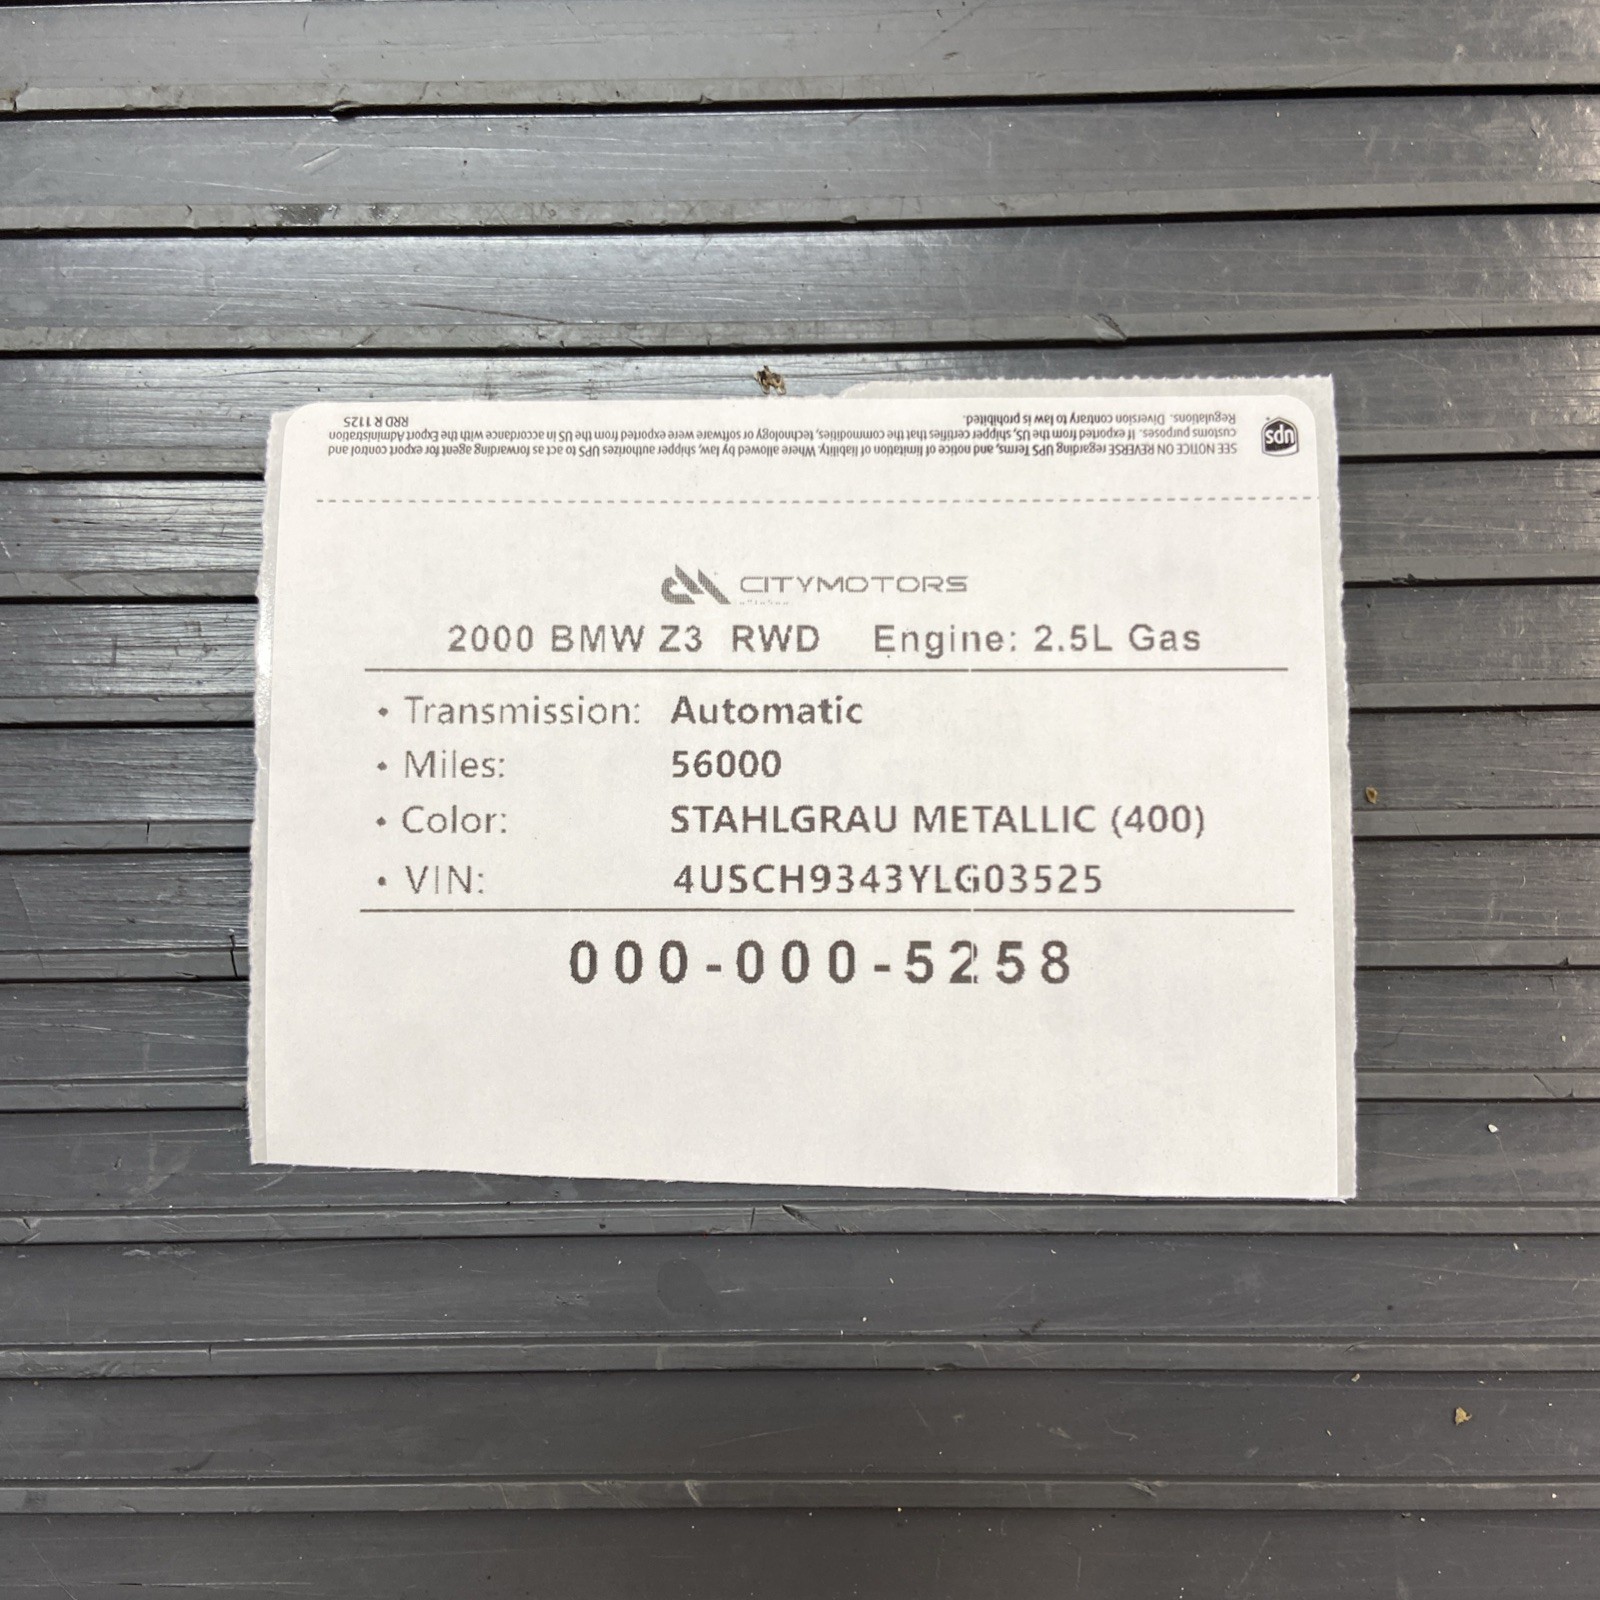 RRD R 1125
SEE NOTICE ON REVERSE regarding UPS Terms, and notice of limitation of liability. Where allowed by law, shipper authorizes UPS to act as forwarding agent for export control and
customs purposes. If exported from the US, shipper certifies that the commodities, technology or software were exported from the US in accordance with the Export Administration
Regulations. Diversion contrary to law is prohibited.
ups
CITYMOTORS
2000 BMW Z3 RWD Engine: 2.5L Gas
• Transmission: Automatic
• Miles: 56000
• Color: STAHLGRAU METALLIC (400)
• VIN: 4USCH9343YLG03525
000-000-5258